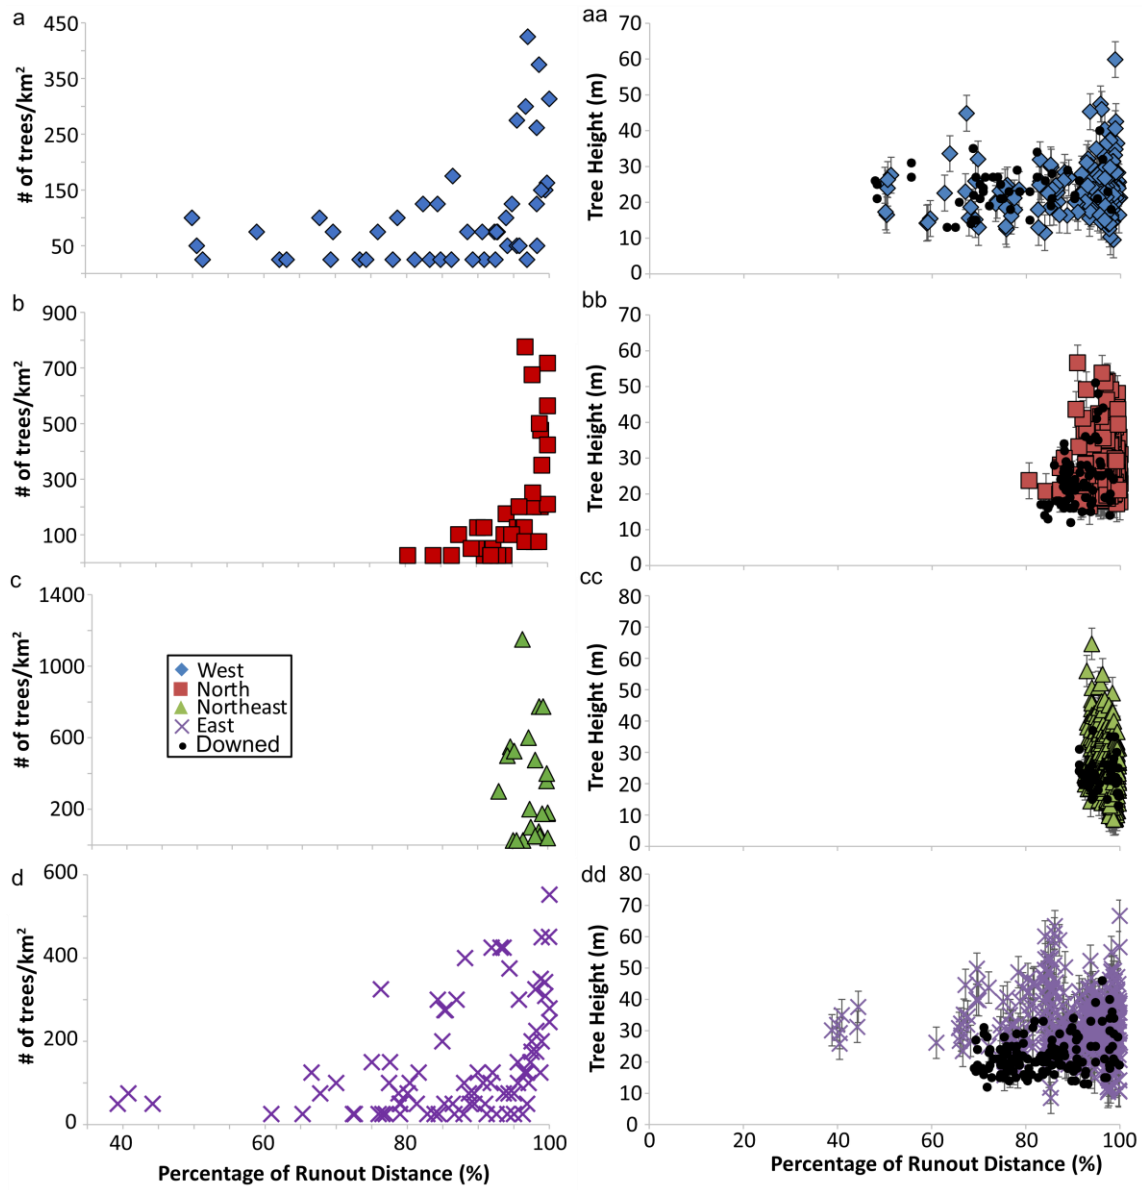 a
# of trees/km²
450
350
250
150
50
aa
Tree Height (m)
70
60
50
40
30
20
10
0
b
# of trees/km²
900
700
500
300
100
bb
Tree Height (m)
70
60
50
40
30
20
10
0
c
# of trees/km²
1400
1000
600
200
West
North
Northeast
East
Downed
cc
Tree Height (m)
80
70
60
50
40
30
20
10
0
d
# of trees/km²
600
400
200
0
40 60 80 100
Percentage of Runout Distance (%)
dd
Tree Height (m)
80
70
60
50
40
30
20
10
0
0 20 40 60 80 100
Percentage of Runout Distance (%)